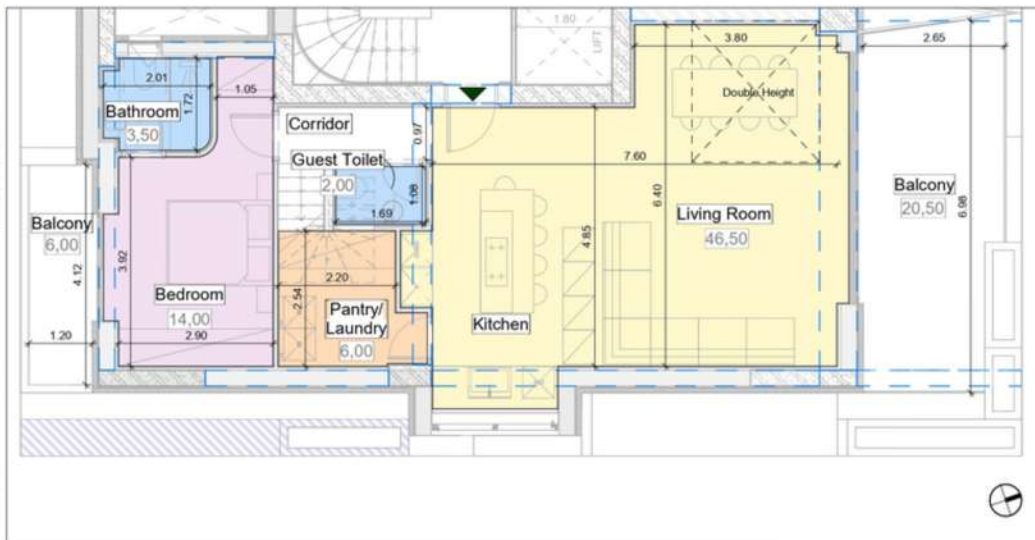 1.80
LIFT
3.80
2.65
2.01
1.72
1.05
Bathroom
3,50
Corridor
0.97
Double Height
Guest Toilet
2,00
1.08
1.69
7.60
6.40
Living Room
46,50
Balcony
20,50
6.98
Balcony
6,00
4.12
3.92
Bedroom
14,00
2.90
2.20
2.54
Pantry/
Laundry
6,00
4.85
Kitchen
1.20